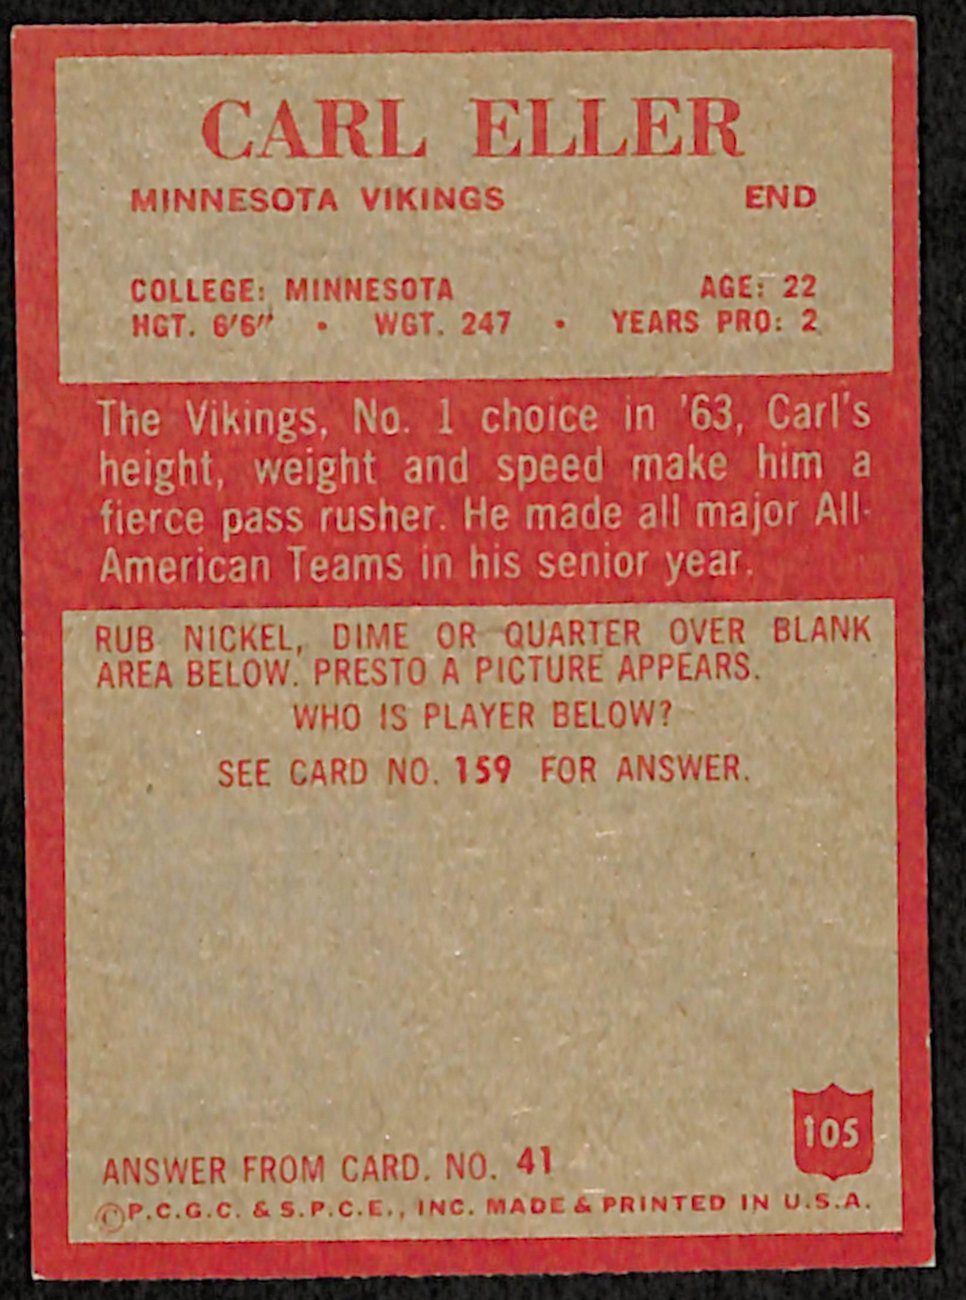 CARL ELLER
MINNESOTA VIKINGS END
COLLEGE: MINNESOTA AGE: 22
HGT. 6'6" • WGT. 247 • YEARS PRO: 2
The Vikings, No. 1 choice in '63, Carl's
height, weight and speed make him a
fierce pass rusher. He made all major All-
American Teams in his senior year.
RUB NICKEL, DIME OR QUARTER OVER BLANK
AREA BELOW. PRESTO A PICTURE APPEARS.
WHO IS PLAYER BELOW?
SEE CARD NO. 159 FOR ANSWER.
105
ANSWER FROM CARD. NO. 41
©P.C.G.C. & S.P.C.E., INC. MADE & PRINTED IN U.S.A.